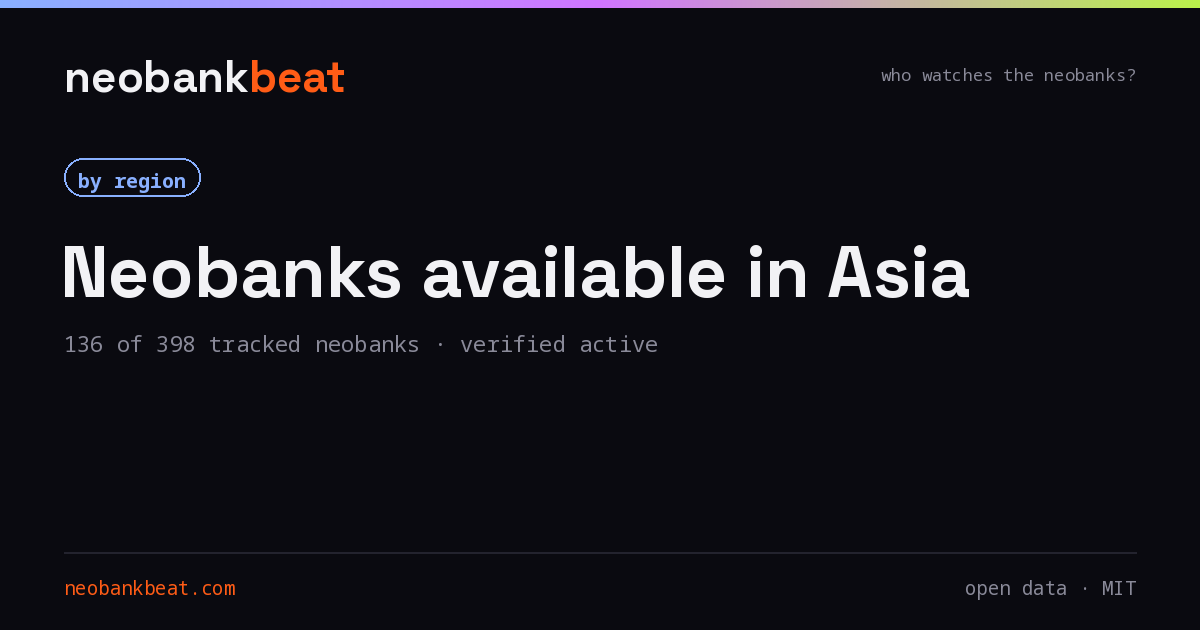 neobankbeat
who watches the neobanks?
by region
Neobanks available in Asia
136 of 398 tracked neobanks · verified active
neobankbeat.com
open data · MIT